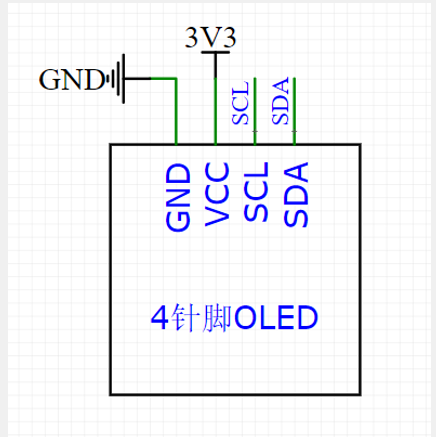 3V3
GND
SCL
SDA
GND
VCC
SCL
SDA
4针脚OLED